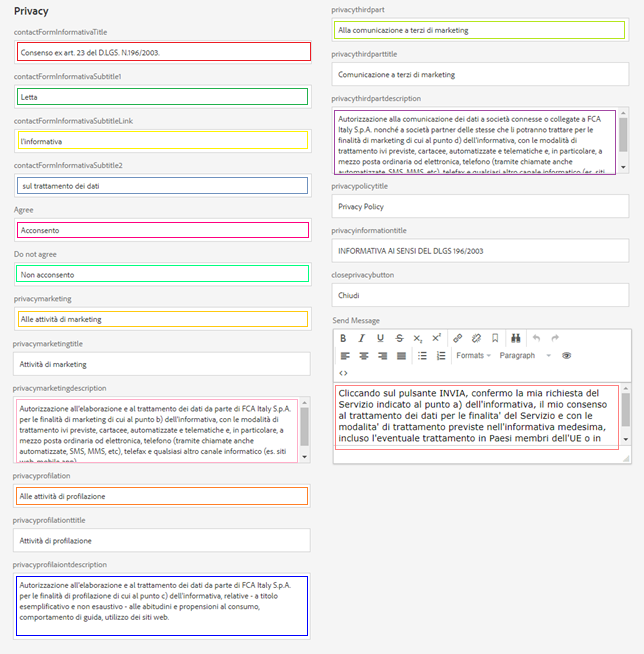 Privacy
contactFormInformativaTitle
Consenso ex art. 23 del D.LGS. N.196/2003.
contactFormInformativaSubtitle1
Letta
contactFormInformativaSubtitleLink
l'informativa
contactFormInformativaSubtitle2
sul trattamento dei dati
Agree
Acconsento
Do not agree
Non acconsento
privacymarketing
Alle attività di marketing
privacymarketingtitle
Attività di marketing
privacymarketingdescription
Autorizzazione all'elaborazione e al trattamento dei dati da parte di FCA Italy S.p.A.
per le finalità di marketing di cui al punto b) dell'informativa, con le modalità di
trattamento ivi previste, cartacee, automatizzate e telematiche e, in particolare, a
mezzo posta ordinaria od elettronica, telefono (tramite chiamate anche
automatizzate, SMS, MMS, etc), telefax e qualsiasi altro canale informatico (es. siti
web, mobile app).
privacyprofilation
Alle attività di profilazione
privacyprofilationttitle
Attività di profilazione
privacyprofilaiontdescription
Autorizzazione all'elaborazione e al trattamento dei dati da parte di FCA Italy S.p.A.
per le finalità di profilazione di cui al punto c) dell'informativa, relative - a titolo
esemplificativo e non esaustivo - alle abitudini e propensioni al consumo,
comportamento di guida, utilizzo dei siti web.
privacythirdpart
Alla comunicazione a terzi di marketing
privacythirdparttitle
Comunicazione a terzi di marketing
privacythirdpartdescription
Autorizzazione alla comunicazione dei dati a società connesse o collegate a FCA
Italy S.p.A. nonché a società partner delle stesse che li potranno trattare per le
finalità di marketing di cui al punto d) dell'informativa, con le modalità di
trattamento ivi previste, cartacee, automatizzate e telematiche e, in particolare, a
mezzo posta ordinaria od elettronica, telefono (tramite chiamate anche
automatizzate, SMS, MMS, etc), telefax e qualsiasi altro canale informatico (es. siti
privacypolicytitle
Privacy Policy
privacyinformationtitle
INFORMATIVA AI SENSI DEL DLGS 196/2003
closeprivacybutton
Chiudi
Send Message
Formats Paragraph
Cliccando sul pulsante INVIA, confermo la mia richiesta del
Servizio indicato al punto a) dell'informativa, il mio consenso
al trattamento dei dati per le finalita' del Servizio e con le
modalita' di trattamento previste nell'informativa medesima,
incluso l'eventuale trattamento in Paesi membri dell'UE o in